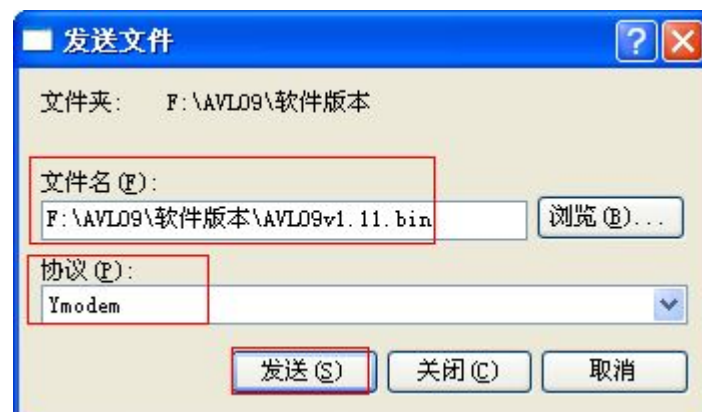 发送文件
文件夹: F:\AVL09\软件版本
文件名(F):
F:\AVL09\软件版本\AVL09v1.11.bin 浏览(B)...
协议(P):
Ymodem
发送(S) 关闭(C) 取消